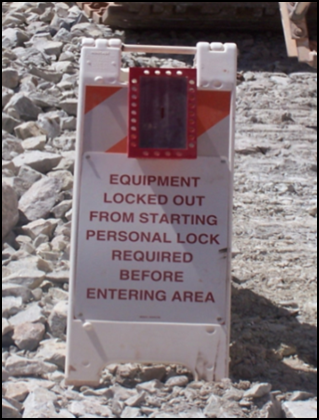 EQUIPMENT
LOCKED OUT
FROM STARTING
PERSONAL LOCK
REQUIRED
BEFORE
ENTERING AREA